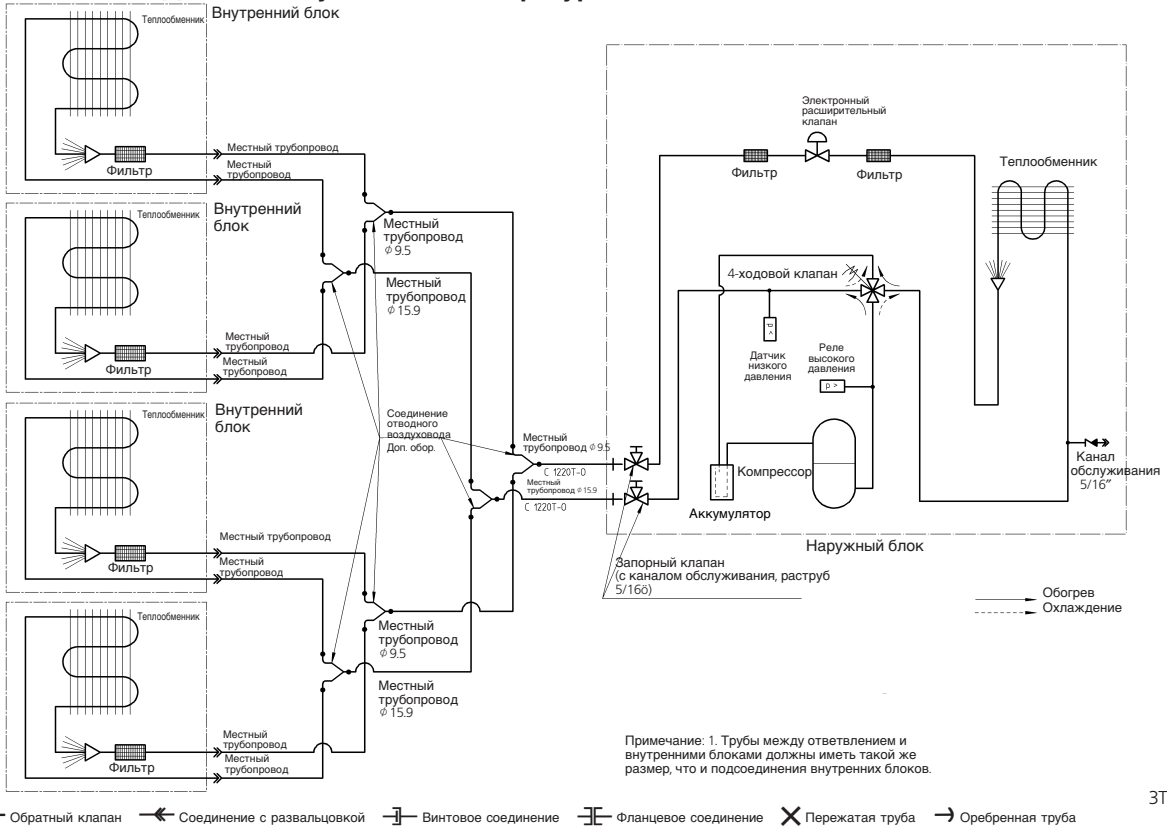 Внутренний блок
Теплообменник
Фильтр
Местный трубопровод
Местный
трубопровод
Внутренний
блок
Теплообменник
Фильтр
Местный
трубопровод
Местный
трубопровод
Местный
трубопровод
φ 9.5
Местный
трубопровод
φ 15.9
Внутренний
блок
Теплообменник
Фильтр
Местный трубопровод
Местный
трубопровод
Соединение
отводного
воздуховода
Доп. обор.
Местный
трубопровод φ 9.5
C 1220T-O
Местный
трубопровод φ 15.9
C 1220T-O
Теплообменник
Фильтр
Местный
трубопровод
Местный
трубопровод
Местный
трубопровод
φ 9.5
Местный
трубопровод
φ 15.9
Электронный
расширительный
клапан
Фильтр
Фильтр
Теплообменник
4-ходовой клапан
p <
Датчик
низкого
давления
Реле
высокого
давления
p >
Компрессор
Аккумулятор
Канал
обслуживания
5/16"
Наружный блок
Запорный клапан
(с каналом обслуживания, раструб
5/16ö)
Обогрев
Охлаждение
Примечание: 1. Трубы между ответвлением и
внутренними блоками должны иметь такой же
размер, что и подсоединения внутренних блоков.
3T
Обратный клапан
Соединение с развальцовкой
Винтовое соединение
Фланцевое соединение
Пережатая труба
Оребренная труба